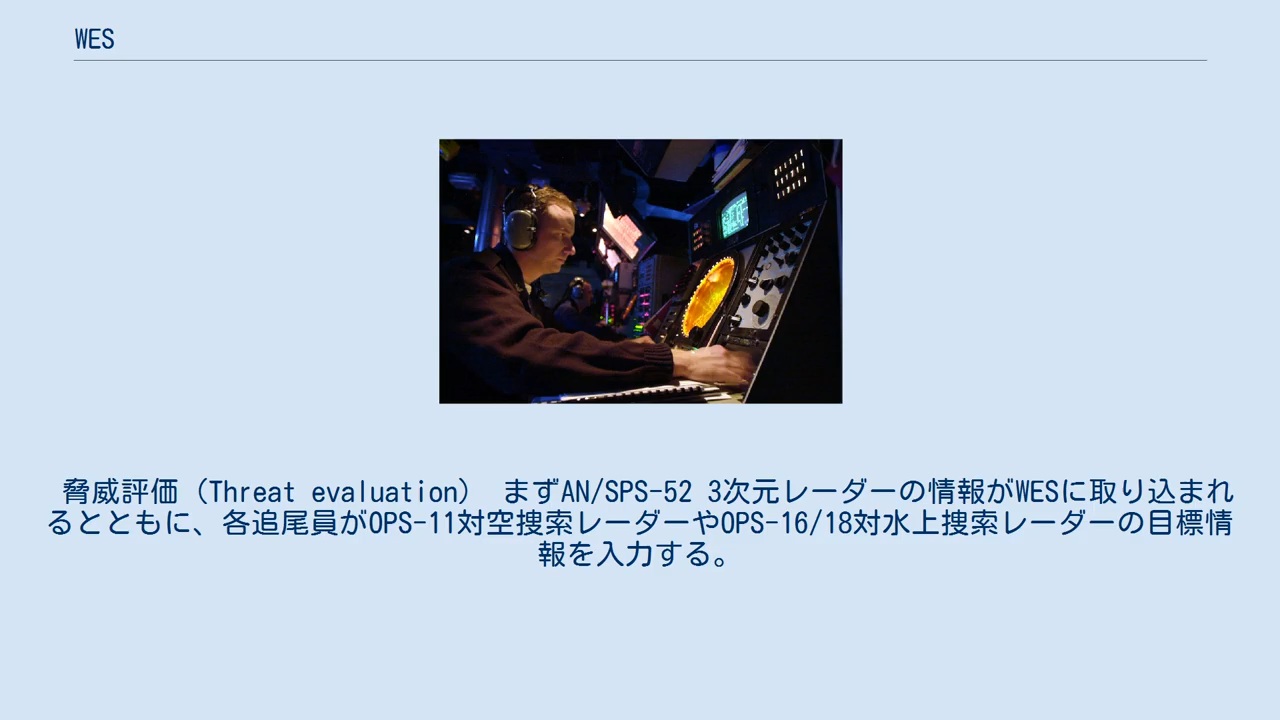 WES
脅威評価（Threat evaluation） まずAN/SPS-52 3次元レーダーの情報がWESに取り込まれ
るとともに、各追尾員がOPS-11対空捜索レーダーやOPS-16/18対水上捜索レーダーの目標情
報を入力する。